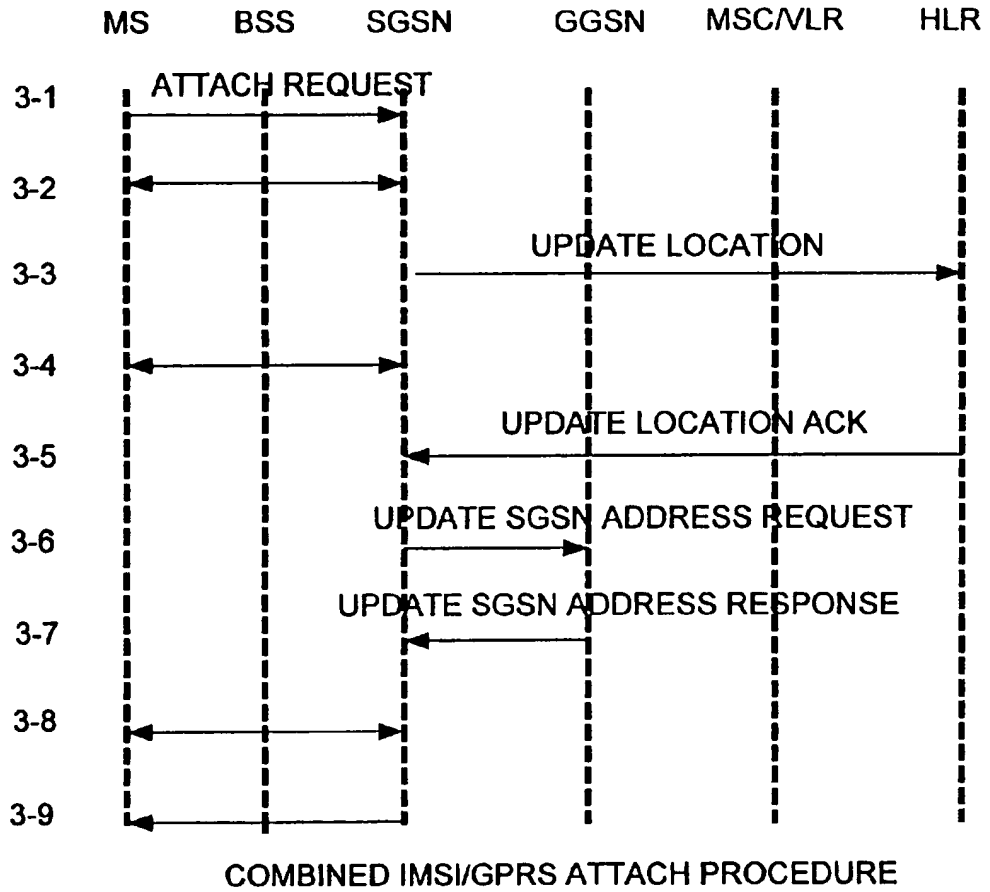 MS BSS SGSN GGSN MSC/VLR HLR
ATTACH REQUEST
3-1
3-2
UPDATE LOCATION
3-3
3-4
UPDATE LOCATION ACK
3-5
UPDATE SGSN ADDRESS REQUEST
3-6
UPDATE SGSN ADDRESS RESPONSE
3-7
3-8
3-9
COMBINED IMSI/GPRS ATTACH PROCEDURE